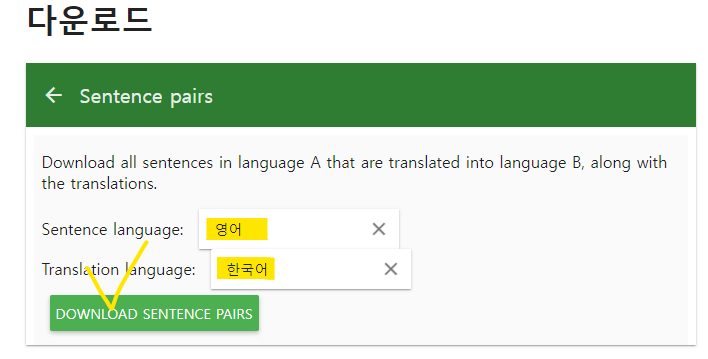 다운로드
Sentence pairs
Download all sentences in language A that are translated into language B, along with
the translations.
Sentence language: 영어
Translation language: 한국어
DOWNLOAD SENTENCE PAIRS